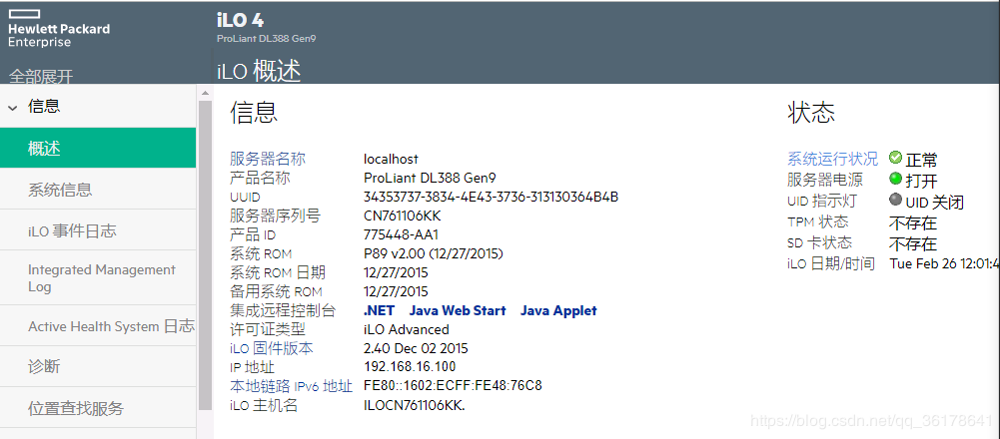 Hewlett Packard
Enterprise
iLO 4
ProLiant DL388 Gen9
全部展开
iLO 概述
信息
概述
系统信息
iLO 事件日志
Integrated Management
Log
Active Health System 日志
诊断
位置查找服务
信息
服务器名称 localhost
产品名称 ProLiant DL388 Gen9
UUID 34353737-3834-4E43-3736-313130364B4B
服务器序列号 CN761106KK
产品 ID 775448-AA1
系统 ROM P89 v2.00 (12/27/2015)
系统 ROM 日期 12/27/2015
备用系统 ROM 12/27/2015
集成远程控制台 .NET Java Web Start Java Applet
许可证类型 iLO Advanced
iLO 固件版本 2.40 Dec 02 2015
IP 地址 192.168.16.100
本地链路 IPv6 地址 FE80::1602:ECFF:FE48:76C8
iLO 主机名 ILOCN761106KK.
状态
系统运行状况 正常
服务器电源 打开
UID 指示灯 UID 关闭
TPM 状态 不存在
SD 卡状态 不存在
iLO 日期/时间 Tue Feb 26 12:01:4
https://blog.csdn.net/qq_36178641